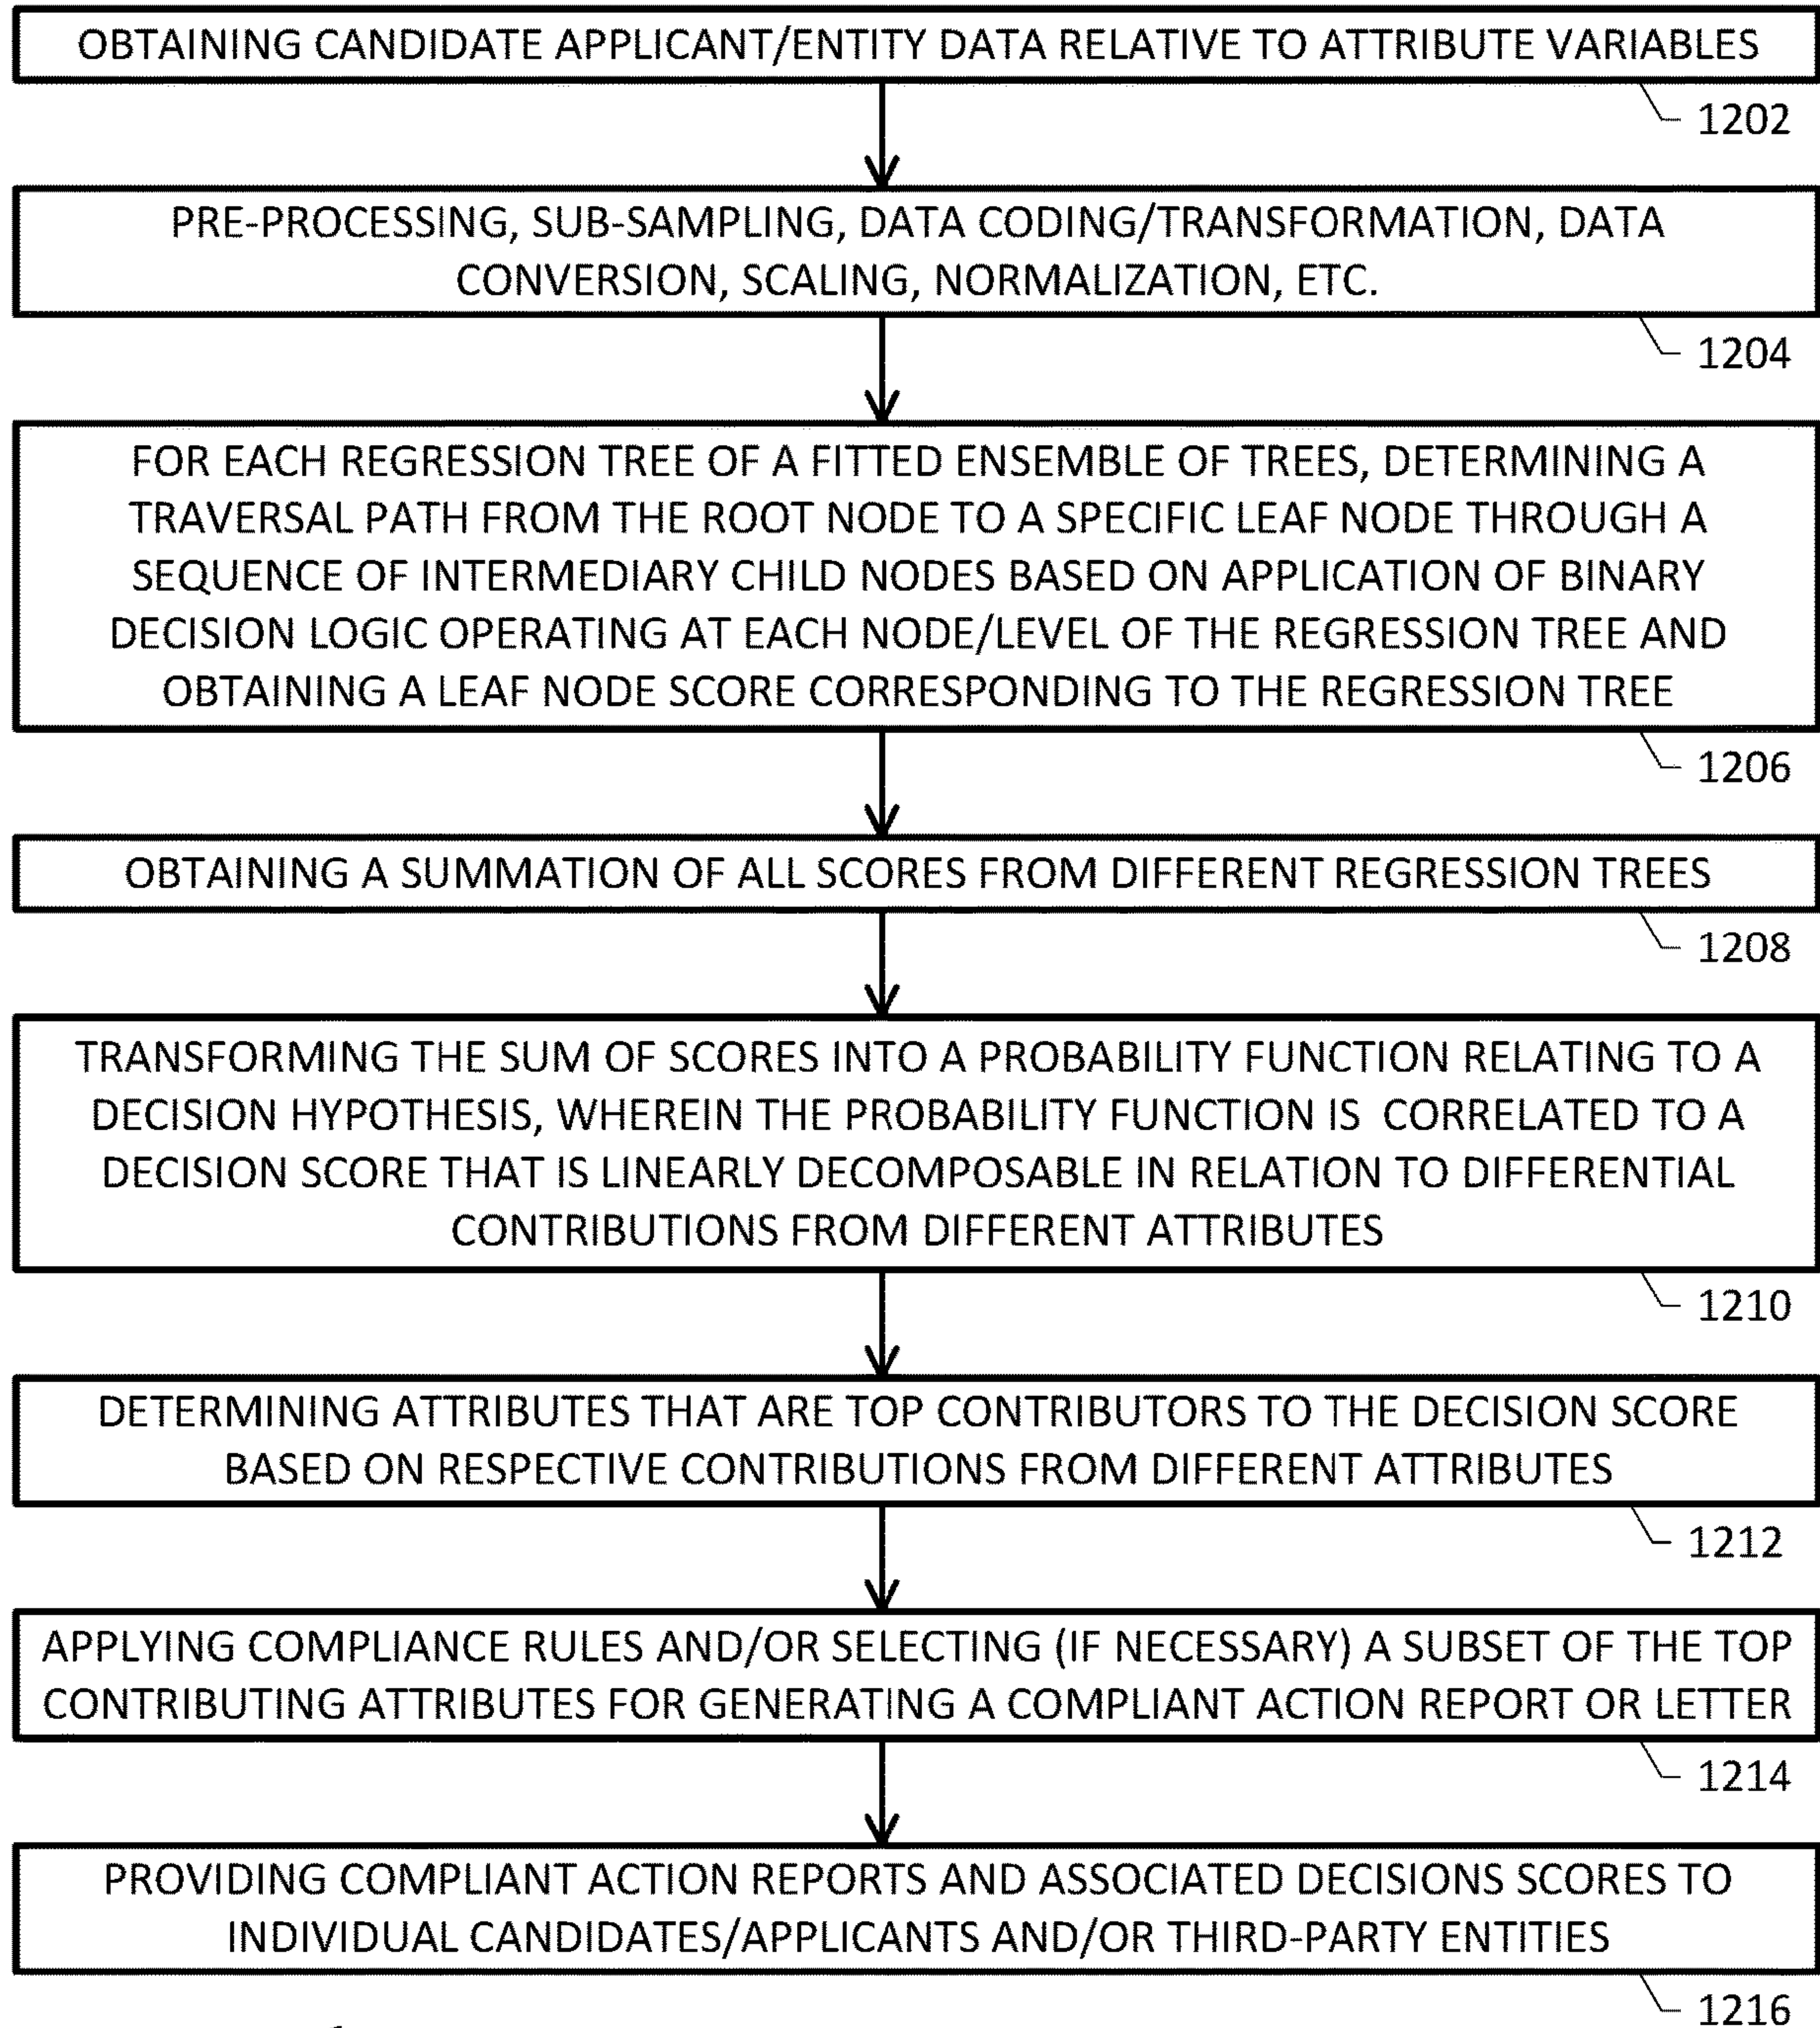 OBTAINING CANDIDATE APPLICANT/ENTITY DATA RELATIVE TO ATTRIBUTE VARIABLES
1202
PRE-PROCESSING, SUB-SAMPLING, DATA CODING/TRANSFORMATION, DATA
CONVERSION, SCALING, NORMALIZATION, ETC.
1204
FOR EACH REGRESSION TREE OF A FITTED ENSEMBLE OF TREES, DETERMINING A
TRAVERSAL PATH FROM THE ROOT NODE TO A SPECIFIC LEAF NODE THROUGH A
SEQUENCE OF INTERMEDIARY CHILD NODES BASED ON APPLICATION OF BINARY
DECISION LOGIC OPERATING AT EACH NODE/LEVEL OF THE REGRESSION TREE AND
OBTAINING A LEAF NODE SCORE CORRESPONDING TO THE REGRESSION TREE
1206
OBTAINING A SUMMATION OF ALL SCORES FROM DIFFERENT REGRESSION TREES
1208
TRANSFORMING THE SUM OF SCORES INTO A PROBABILITY FUNCTION RELATING TO A
DECISION HYPOTHESIS, WHEREIN THE PROBABILITY FUNCTION IS CORRELATED TO A
DECISION SCORE THAT IS LINEARLY DECOMPOSABLE IN RELATION TO DIFFERENTIAL
CONTRIBUTIONS FROM DIFFERENT ATTRIBUTES
1210
DETERMINING ATTRIBUTES THAT ARE TOP CONTRIBUTORS TO THE DECISION SCORE
BASED ON RESPECTIVE CONTRIBUTIONS FROM DIFFERENT ATTRIBUTES
1212
APPLYING COMPLIANCE RULES AND/OR SELECTING (IF NECESSARY) A SUBSET OF THE TOP
CONTRIBUTING ATTRIBUTES FOR GENERATING A COMPLIANT ACTION REPORT OR LETTER
1214
PROVIDING COMPLIANT ACTION REPORTS AND ASSOCIATED DECISIONS SCORES TO
INDIVIDUAL CANDIDATES/APPLICANTS AND/OR THIRD-PARTY ENTITIES
1216